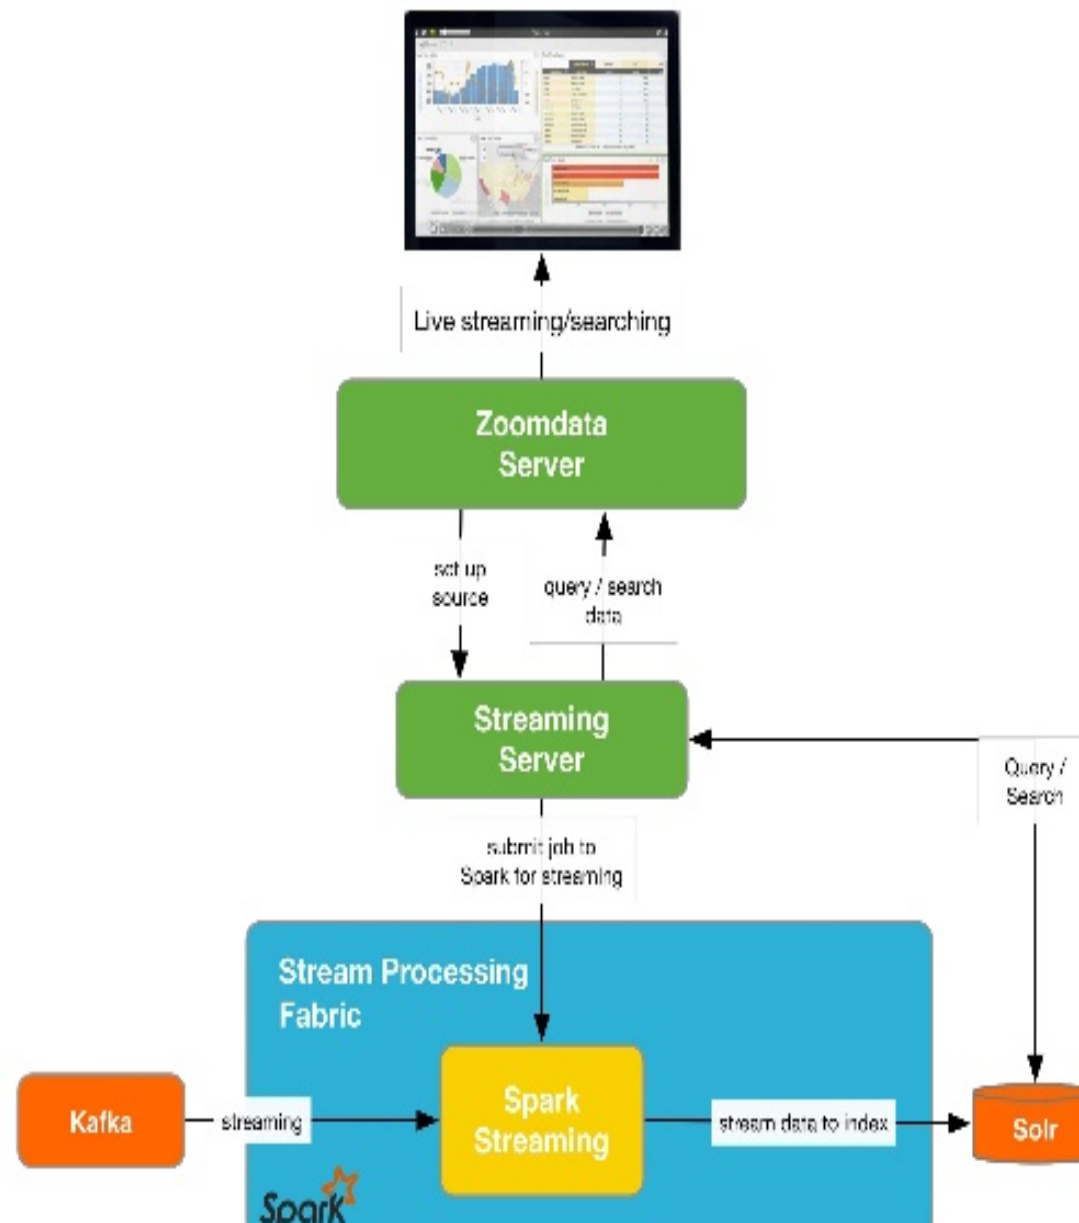 Live streaming/searching
Zoomdata
Server
set up
source
query / search
data
Streaming
Server
Query /
Search
submit job to
Spark for streaming
Stream Processing
Fabric
Kafka
streaming
Spark
Streaming
stream data to index
Solr
Spark